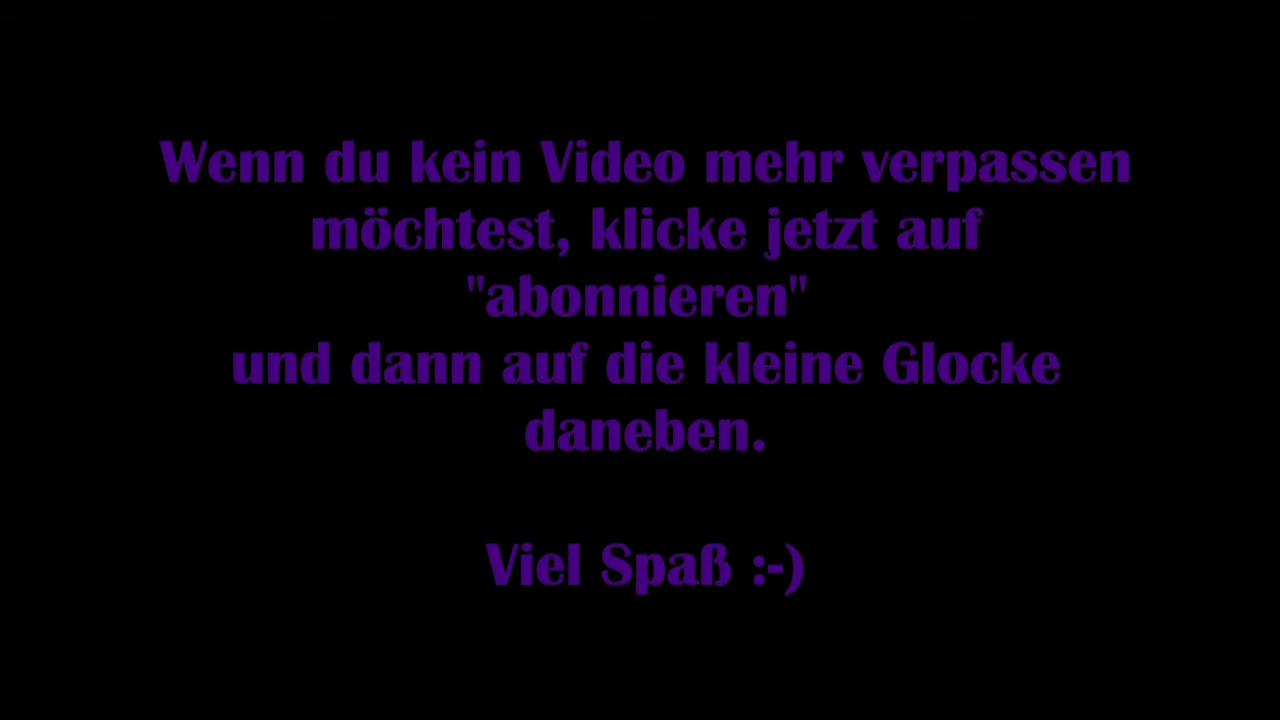 Wenn du kein Video mehr verpassen
möchtest, klicke jetzt auf
"abonnieren"
und dann auf die kleine Glocke
daneben.
Viel Spaß :-)